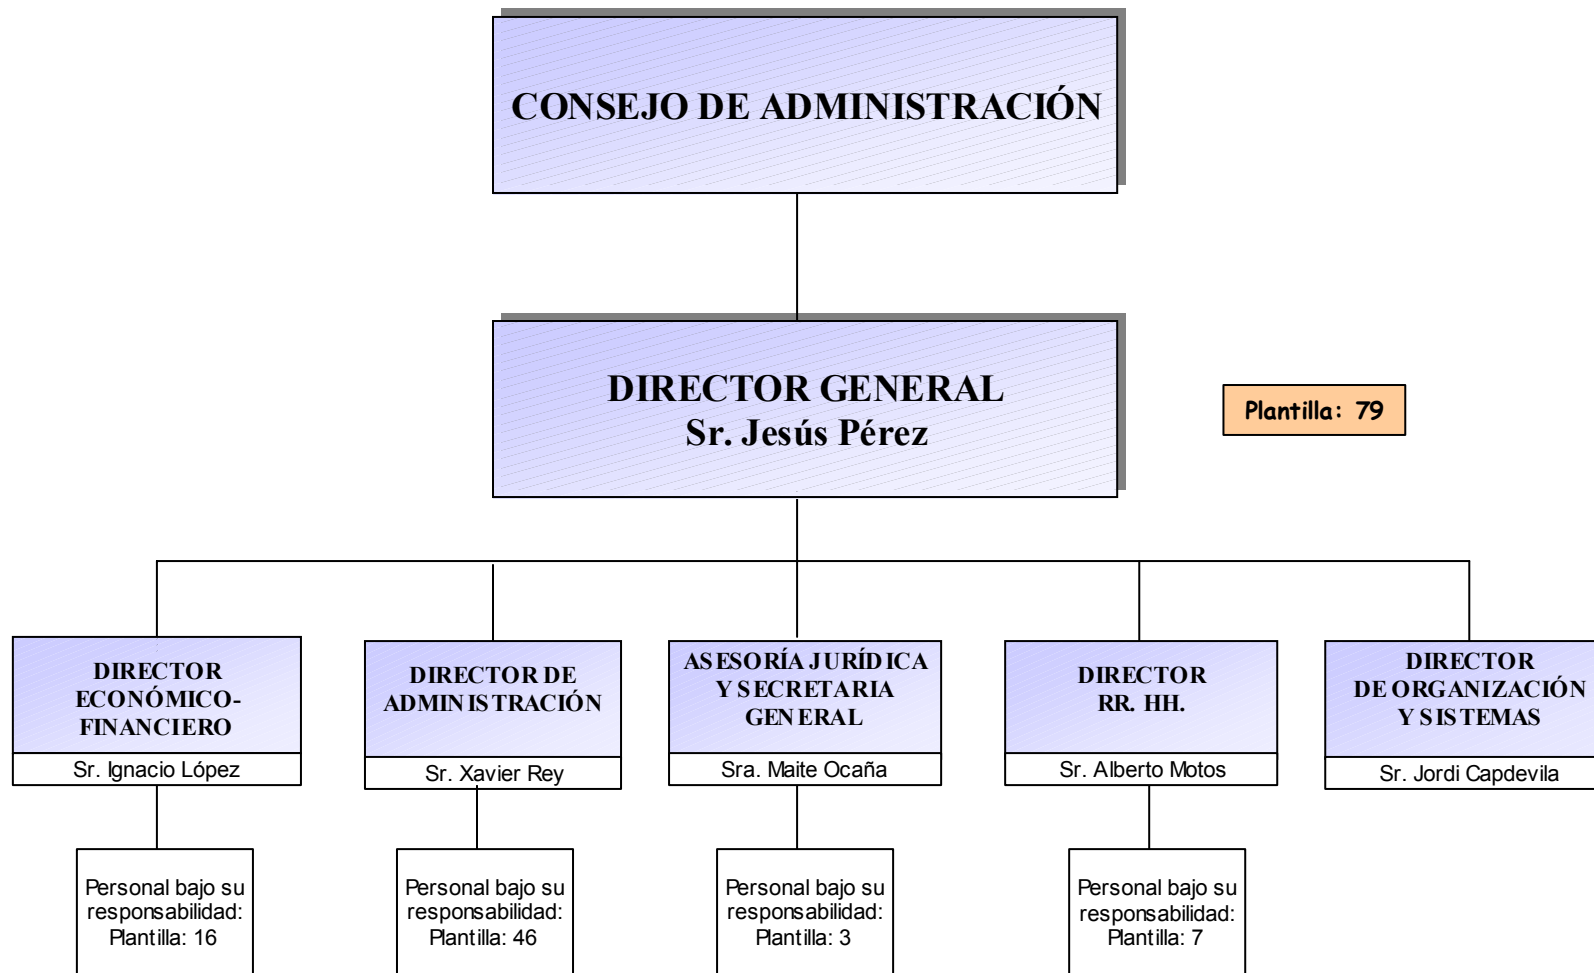 CONSEJO DE ADMINISTRACIÓN
DIRECTOR GENERAL
Sr. Jesús Pérez
Plantilla: 79
DIRECTOR
ECONÓMICO-
FINANCIERO
Sr. Ignacio López
DIRECTOR DE
ADMINISTRACIÓN
Sr. Xavier Rey
ASESORÍA JURÍDICA
Y SECRETARIA
GENERAL
Sra. Maite Ocaña
DIRECTOR
RR. HH.
Sr. Alberto Motos
DIRECTOR
DE ORGANIZACIÓN
Y SISTEMAS
Sr. Jordi Capdevila
Personal bajo su
responsabilidad:
Plantilla: 16
Personal bajo su
responsabilidad:
Plantilla: 46
Personal bajo su
responsabilidad:
Plantilla: 3
Personal bajo su
responsabilidad:
Plantilla: 7